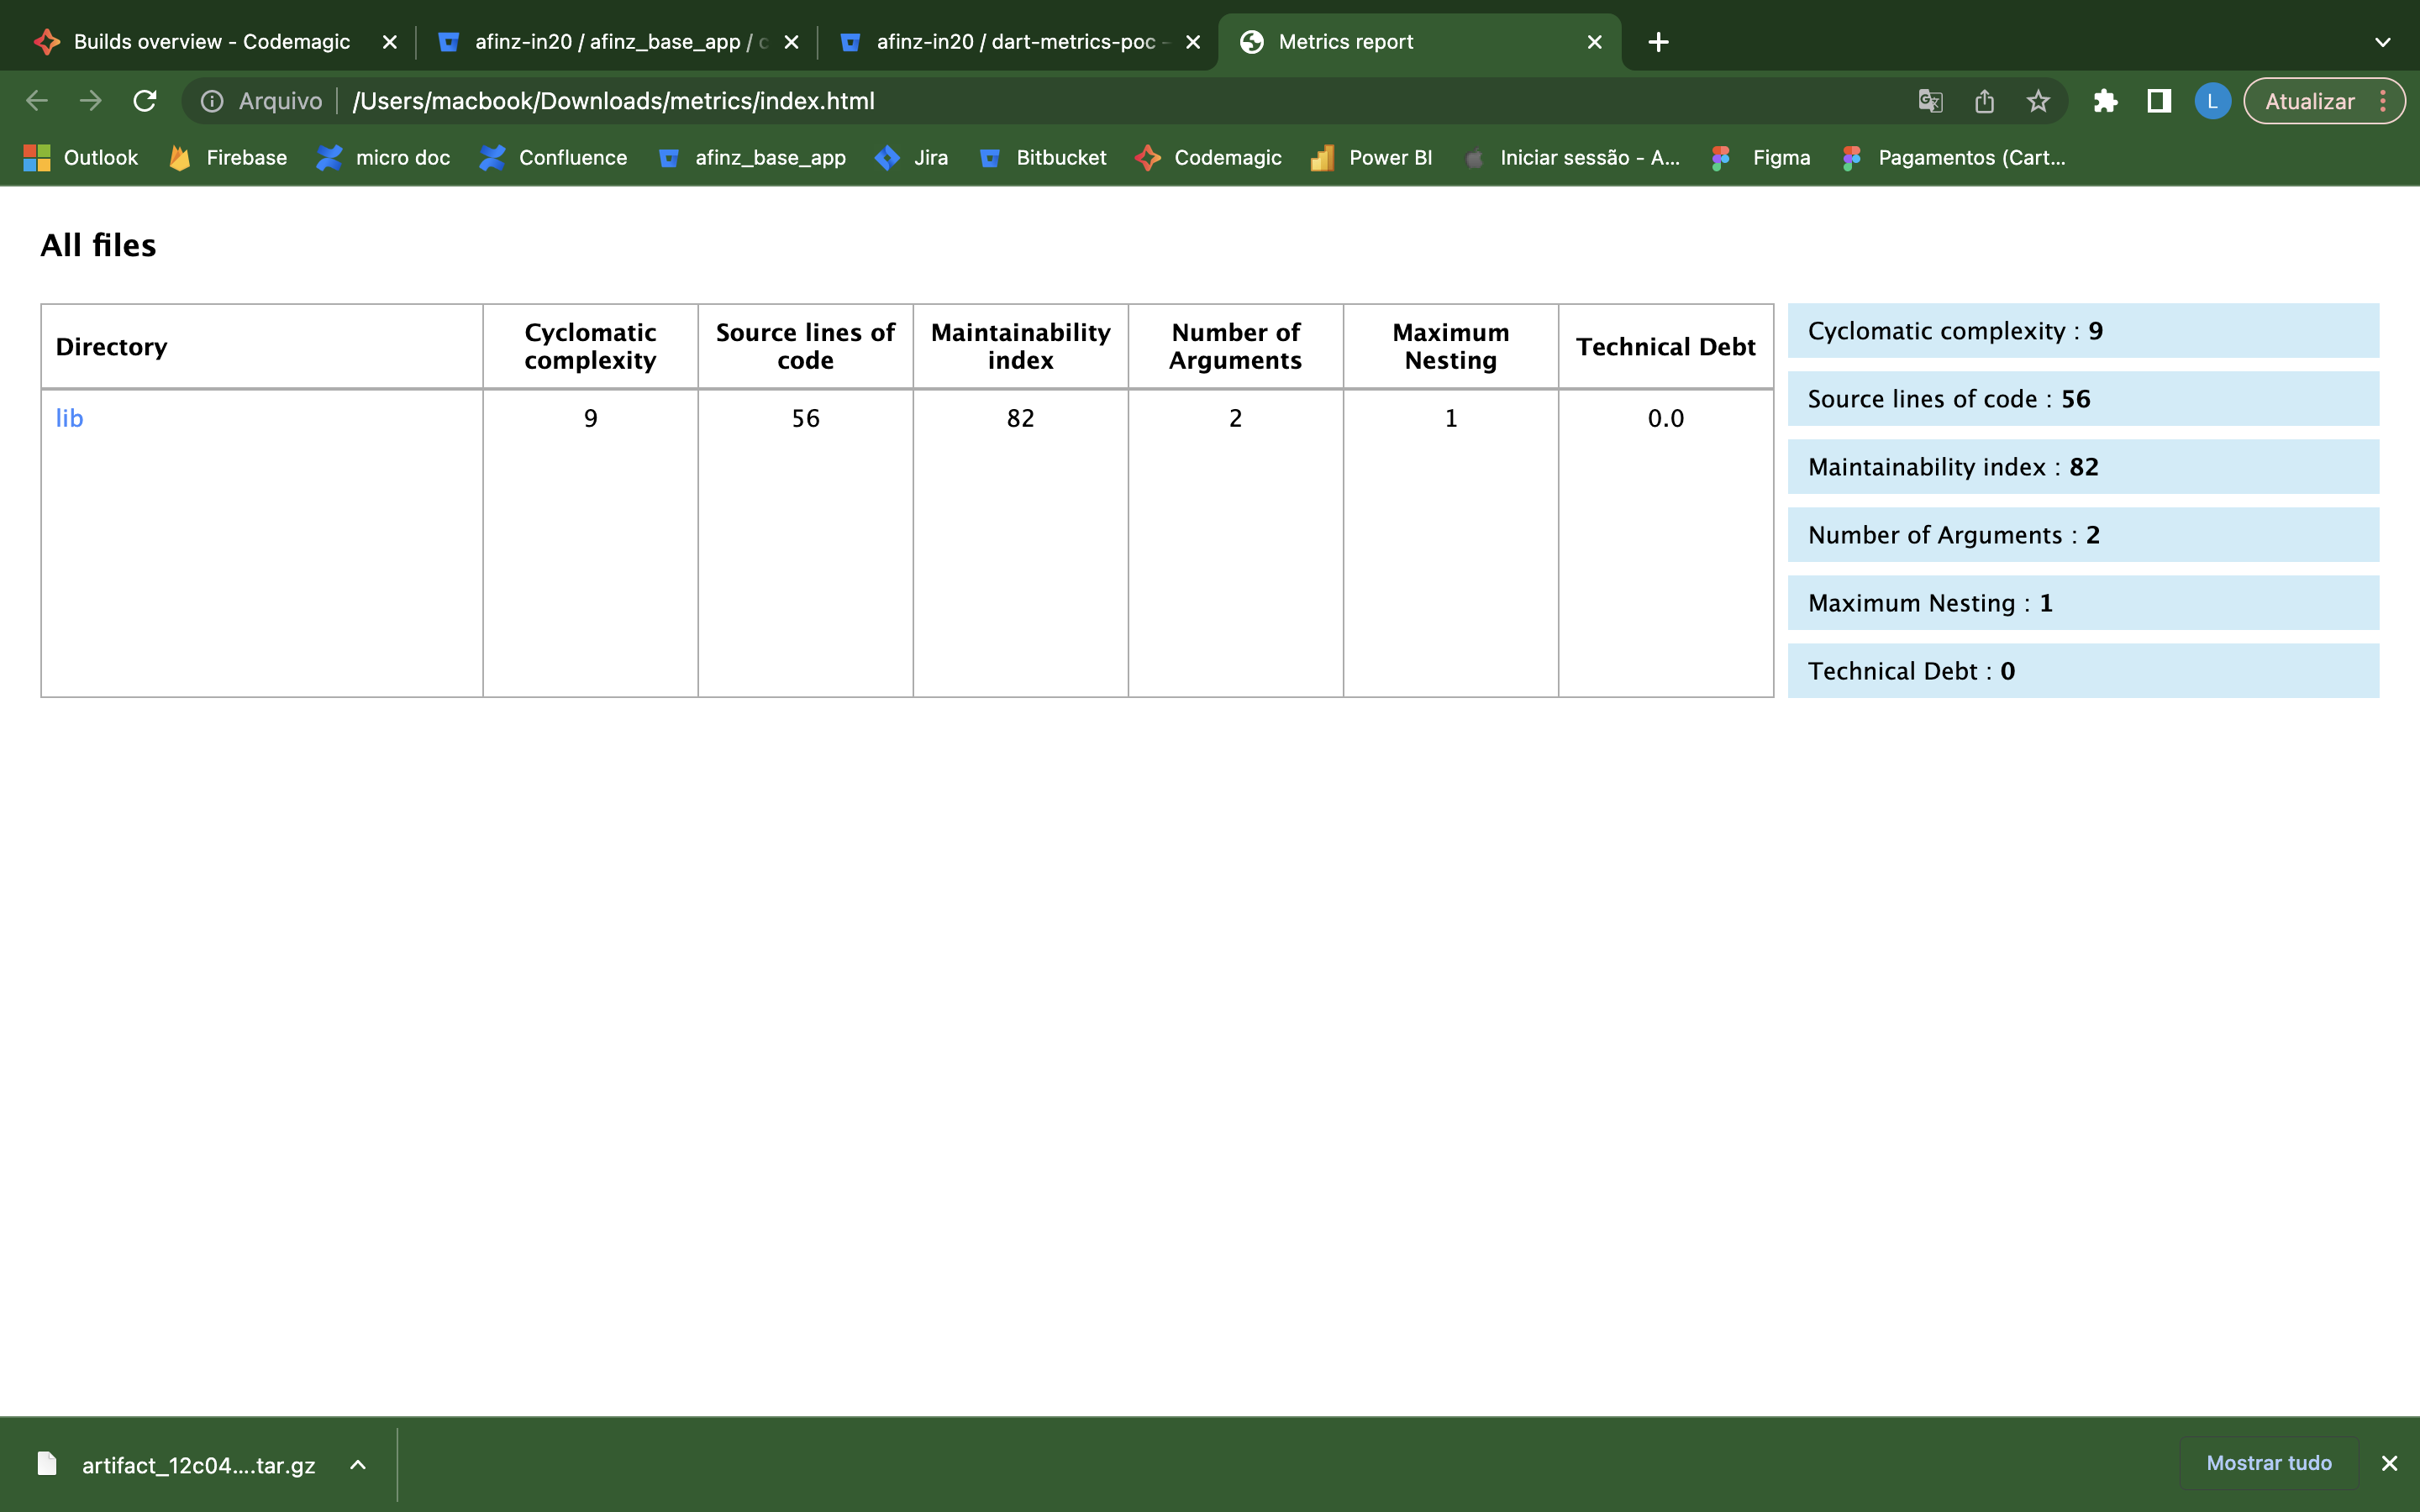 Builds overview - Codemagic
afinz-in20 / afinz_base_app / c
afinz-in20 / dart-metrics-poc -
Metrics report
Arquivo
/Users/macbook/Downloads/metrics/index.html
L
Atualizar
Outlook
Firebase
micro doc
Confluence
afinz_base_app
Jira
Bitbucket
Codemagic
Power BI
Iniciar sessão - A...
Figma
Pagamentos (Cart...
All files
Directory
Cyclomatic
complexity
Source lines of
code
Maintainability
index
Number of
Arguments
Maximum
Nesting
Technical Debt
lib
9
56
82
2
1
0.0
Cyclomatic complexity : 9
Source lines of code : 56
Maintainability index : 82
Number of Arguments : 2
Maximum Nesting : 1
Technical Debt : 0
artifact_12c04....tar.gz
Mostrar tudo